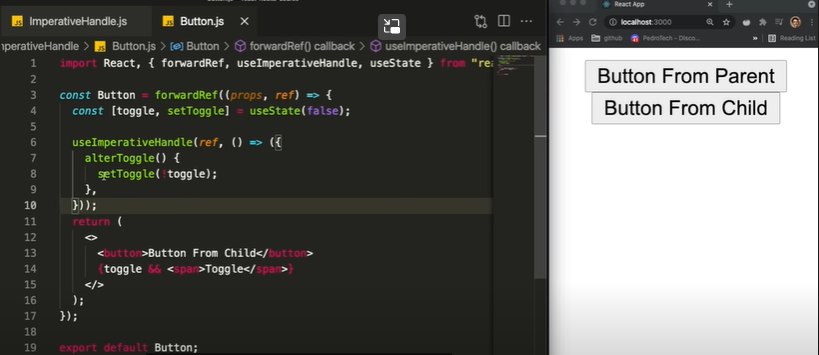 ImperativeHandle.js
Button.js
nperativeHandle > Button.js > Button > forwardRef() callback > useImperativeHandle() callback
1 import React, { forwardRef, useImperativeHandle, useState } from "rea
2
3 const Button = forwardRef((props, ref) => {
4 const [toggle, setToggle] = useState(false);
5
6 useImperativeHandle(ref, () => ({
7 alterToggle() {
8 setToggle(!toggle);
9 },
10 }));
11 return (
12 <>
13 <button>Button From Child</button>
14 {toggle && <span>Toggle</span>}
15 </>
16 );
17 });
18
19 export default Button;
React App
localhost:3000
Apps
github
PedroTech - Disco...
Reading List
Button From Parent
Button From Child